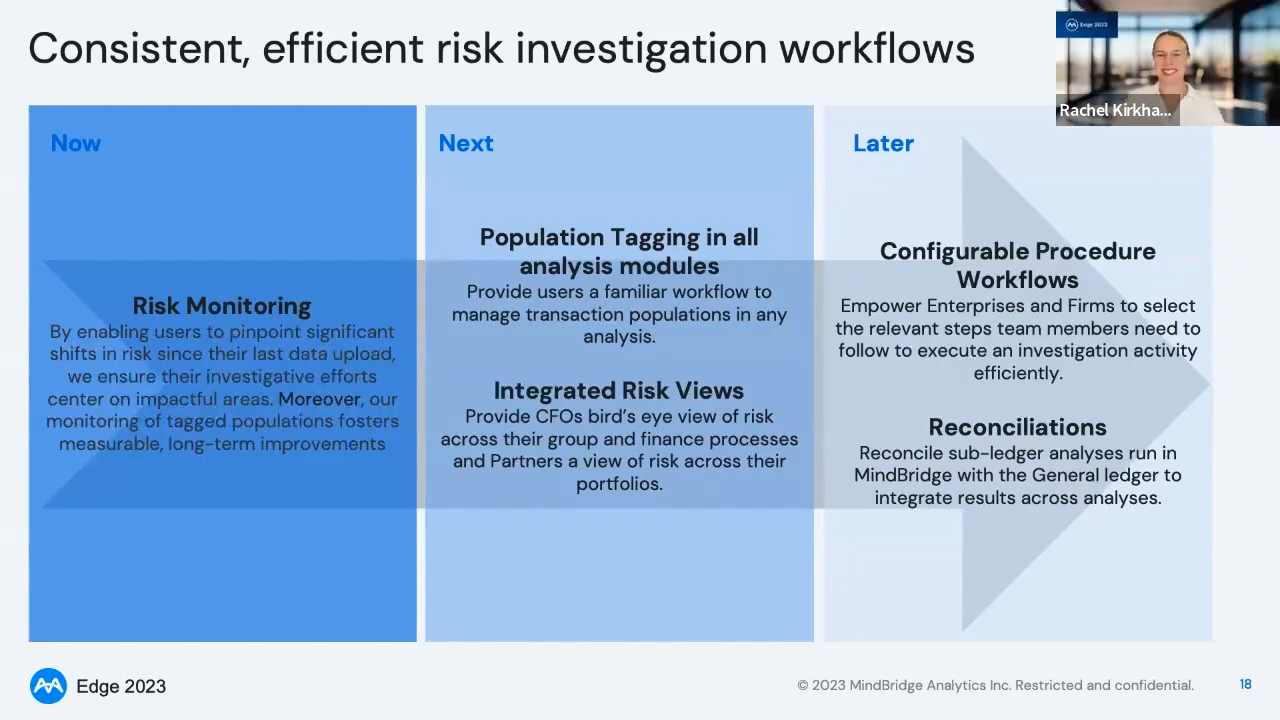 Consistent, efficient risk investigation workflows
Edge 2023
Rachel Kirkha...
Now
Risk Monitoring
By enabling users to pinpoint significant
shifts in risk since their last data upload,
we ensure their investigative efforts
center on impactful areas. Moreover, our
monitoring of tagged populations fosters
measurable, long-term improvements
Next
Population Tagging in all
analysis modules
Provide users a familiar workflow to
manage transaction populations in any
analysis.
Integrated Risk Views
Provide CFOs bird’s eye view of risk
across their group and finance processes
and Partners a view of risk across their
portfolios.
Later
Configurable Procedure
Workflows
Empower Enterprises and Firms to select
the relevant steps team members need to
follow to execute an investigation activity
efficiently.
Reconciliations
Reconcile sub-ledger analyses run in
MindBridge with the General ledger to
integrate results across analyses.
Edge 2023
© 2023 MindBridge Analytics Inc. Restricted and confidential.
18